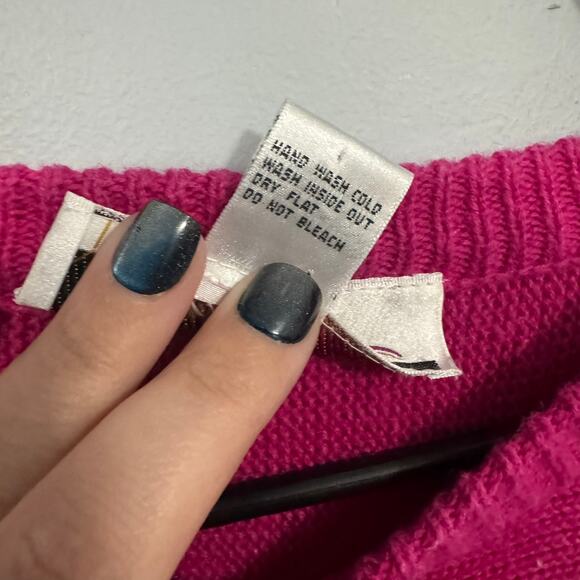 HAND WASH COLD
WASH INSIDE OUT
DRY FLAT
DO NOT BLEACH